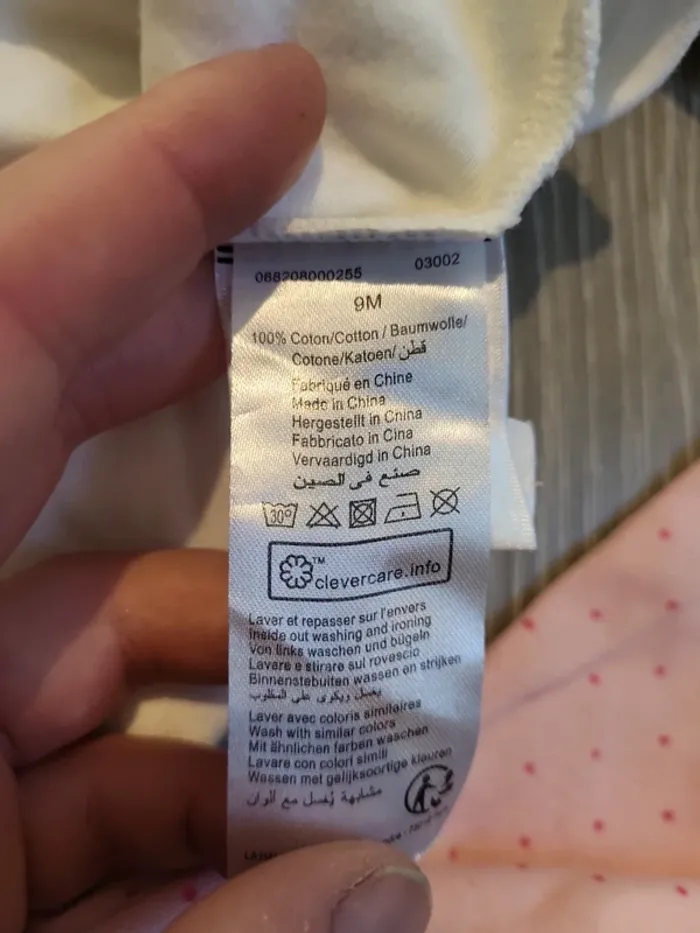 068208000255 03002
9M
100% Coton/Cotton / Baumwolle/
Cotone/Katoen/ قطن
Fabriqué en Chine
Made in China
Hergestellt in China
Fabbricato in Cina
Vervaardigd in China
صنع في الصين
30°
TM
clevercare.info
Laver et repasser sur l'envers
Inside out washing and ironing
Von links waschen und bügeln
Lavare e stirare sul rovescio
Binnenstebuiten wassen en strijken
يغسل ويكوى على المقلوب
Laver avec coloris similaires
Wash with similar colors
Mit ähnlichen farben waschen
Lavare con colori simili
Wassen met gelijksoortige kleuren
يُغسل مع ألوان مشابهة